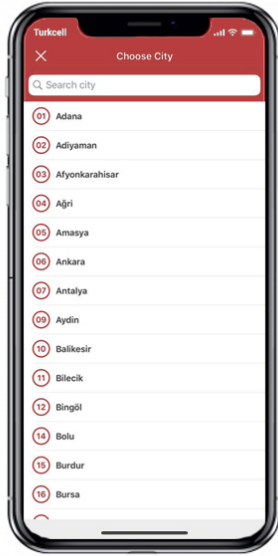 Turkcell
Choose City
Search city
01 Adana
02 Adiyaman
03 Afyonkarahisar
04 Ağri
05 Amasya
06 Ankara
07 Antalya
09 Aydin
10 Balikesir
11 Bilecik
12 Bingöl
14 Bolu
15 Burdur
16 Bursa